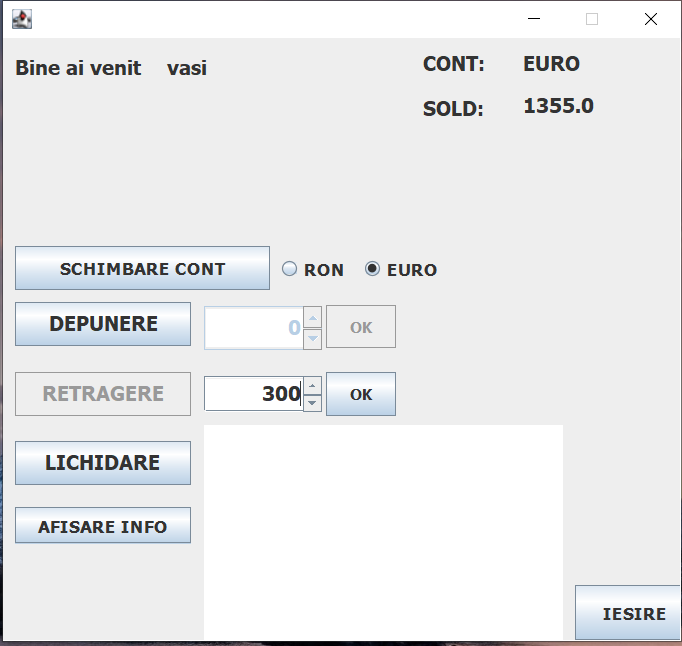 Bine ai venit vasi
CONT: EURO
SOLD: 1355.0
SCHIMBARE CONT RON EURO
DEPUNERE 0 OK
RETRAGERE 300 OK
LICHIDARE
AFISARE INFO
IESIRE